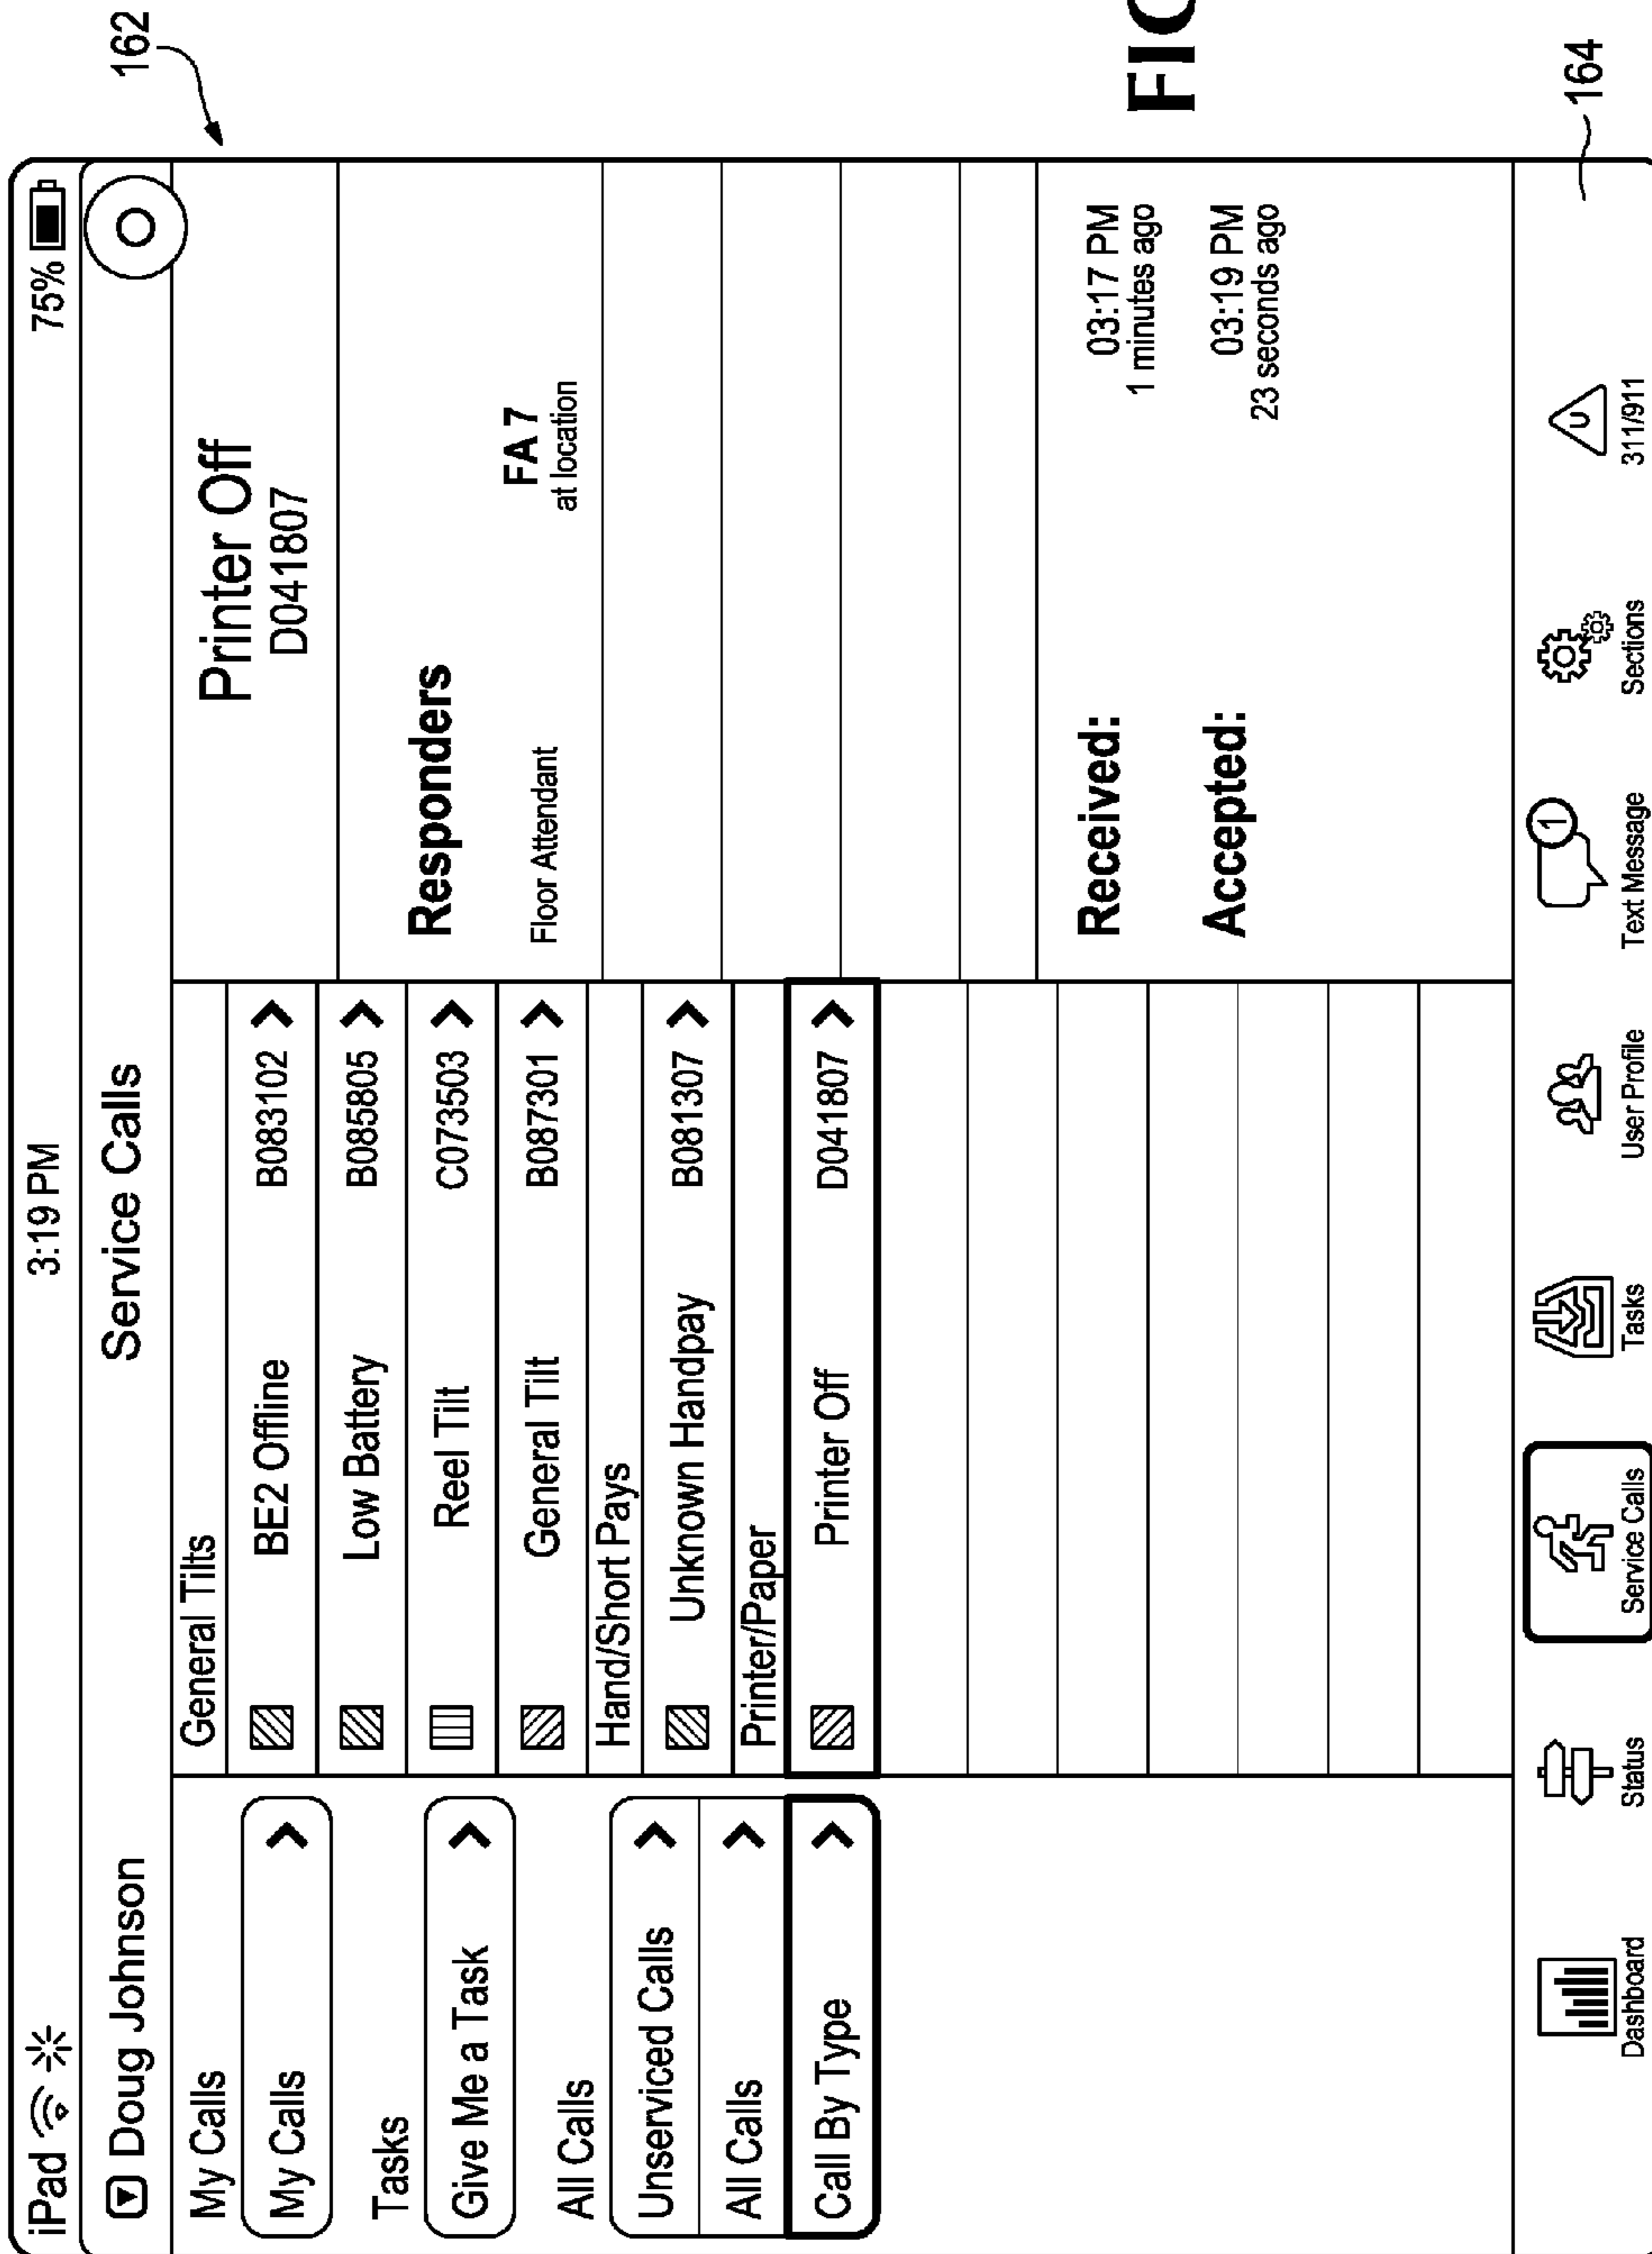 iPad 3:19 PM 75%
Doug Johnson Service Calls
162
My Calls
My Calls
Tasks
Give Me a Task
All Calls
Unserviced Calls
All Calls
Call By Type
General Tilts
BE2 Offline B083102
Low Battery B085805
Reel Tilt C073503
General Tilt B087301
Hand/Short Pays
Unknown Handpay B081307
Printer/Paper
Printer Off D041807
Printer Off
D041807
Responders
Floor Attendant FA 7
at location
Received: 03:17 PM
1 minutes ago
Accepted: 03:19 PM
23 seconds ago
Dashboard
Status
Service Calls
Tasks
User Profile
1
Text Message
Sections
311/911
164